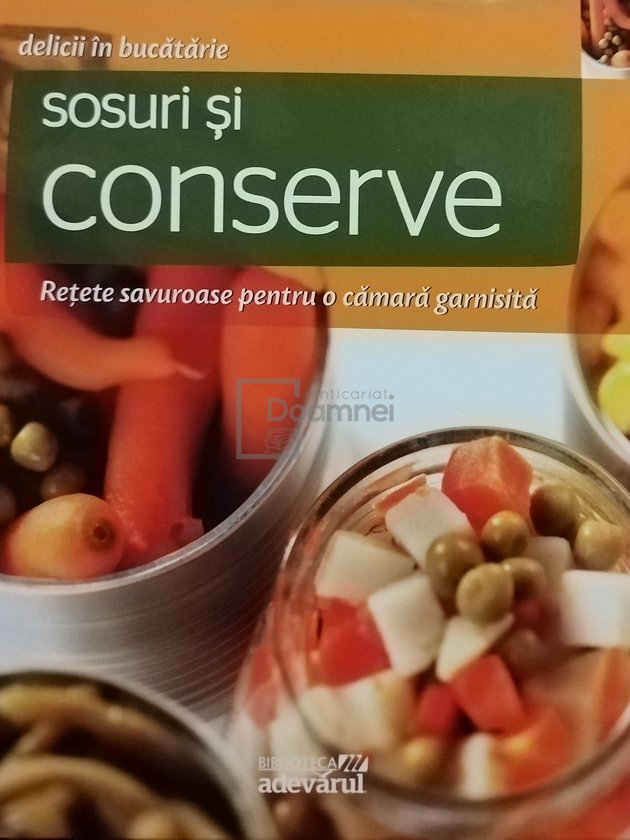 delicii în bucătărie
sosuri și
conserve
Rețete savuroase pentru o cămară garnisită
anticariat
Doamnei
BIBLIOTECA
adevărul